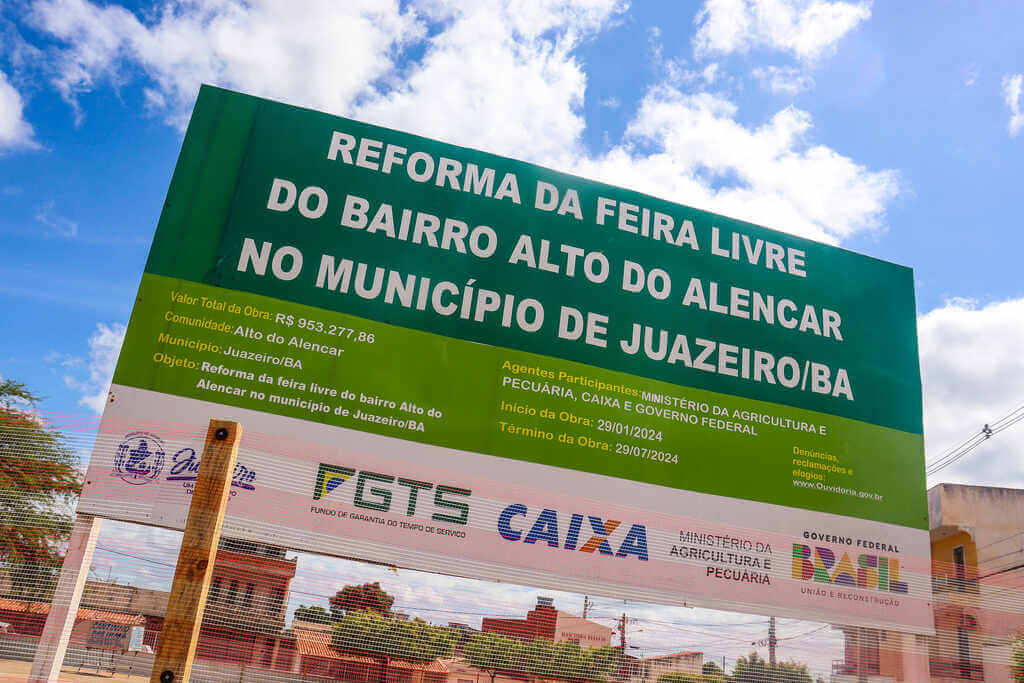 REFORMA DA FEIRA LIVRE
DO BAIRRO ALTO DO ALENCAR
NO MUNICÍPIO DE JUAZEIRO/BA
Valor Total da Obra: R$ 953.277,86
Comunidade: Alto do Alencar
Município: Juazeiro/BA
Objeto: Reforma da feira livre do bairro Alto do
Alencar no municipio de Juazeiro/BA
Agentes Participantes: MINISTÉRIO DA AGRICULTURA E
PECUÁRIA, CAIXA E GOVERNO FEDERAL
Início da Obra: 29/01/2024
Término da Obra: 29/07/2024
Denúncias,
reclamações e
elogios:
www.Ouvidoria.gov.br
FGTS
FUNDO DE GARANTIA DO TEMPO DE SERVICO
CAIXA
MINISTÉRIO DA
AGRICULTURA E
PECUÁRIA
GOVERNO FEDERAL
BRASIL
UNIÃO E RECONSTRUÇÃO